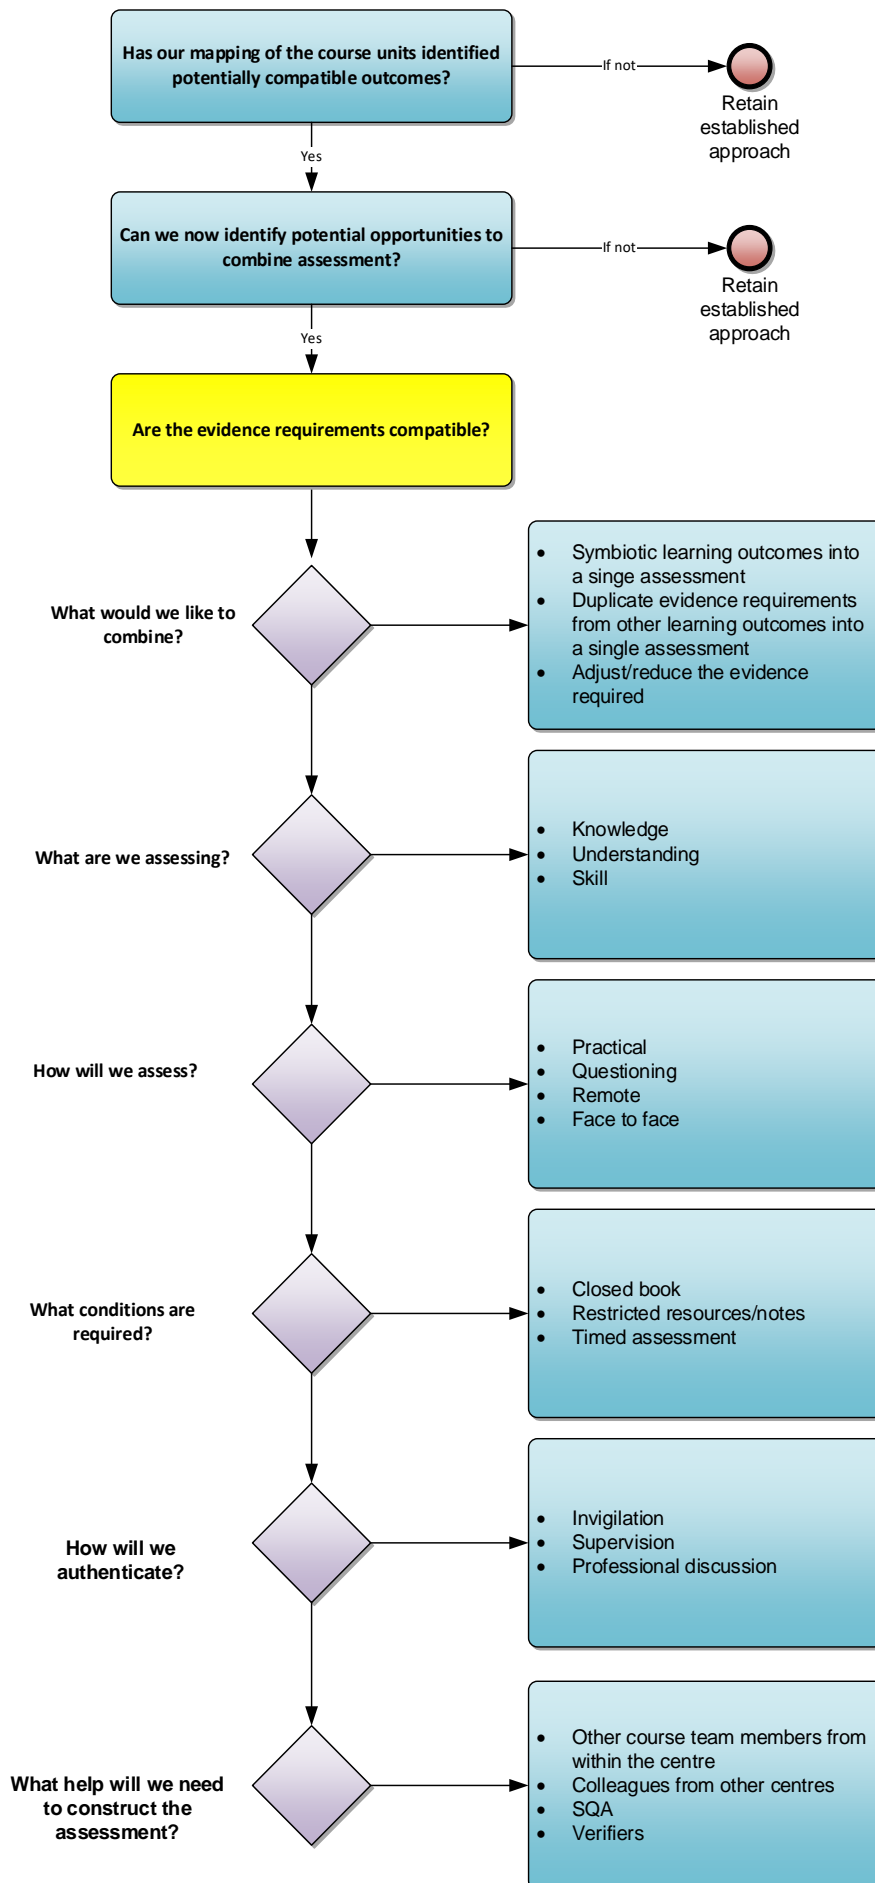 Has our mapping of the course units identified
potentially compatible outcomes?
If not
Retain
established
approach
Yes
Can we now identify potential opportunities to
combine assessment?
If not
Retain
established
approach
Yes
Are the evidence requirements compatible?
What would we like to
combine?
• Symbiotic learning outcomes into
a singe assessment
• Duplicate evidence requirements
from other learning outcomes into
a single assessment
• Adjust/reduce the evidence
required
What are we assessing?
• Knowledge
• Understanding
• Skill
How will we assess?
• Practical
• Questioning
• Remote
• Face to face
What conditions are
required?
• Closed book
• Restricted resources/notes
• Timed assessment
How will we
authenticate?
• Invigilation
• Supervision
• Professional discussion
What help will we need
to construct the
assessment?
• Other course team members from
within the centre
• Colleagues from other centres
• SQA
• Verifiers